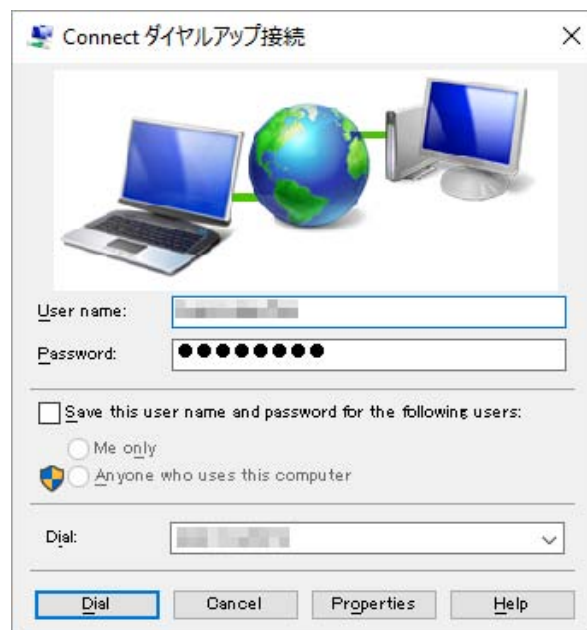 Connect ダイヤルアップ接続
User name:
Password: ●●●●●●●●
Save this user name and password for the following users:
Me only
Anyone who uses this computer
Dial:
Dial Cancel Properties Help